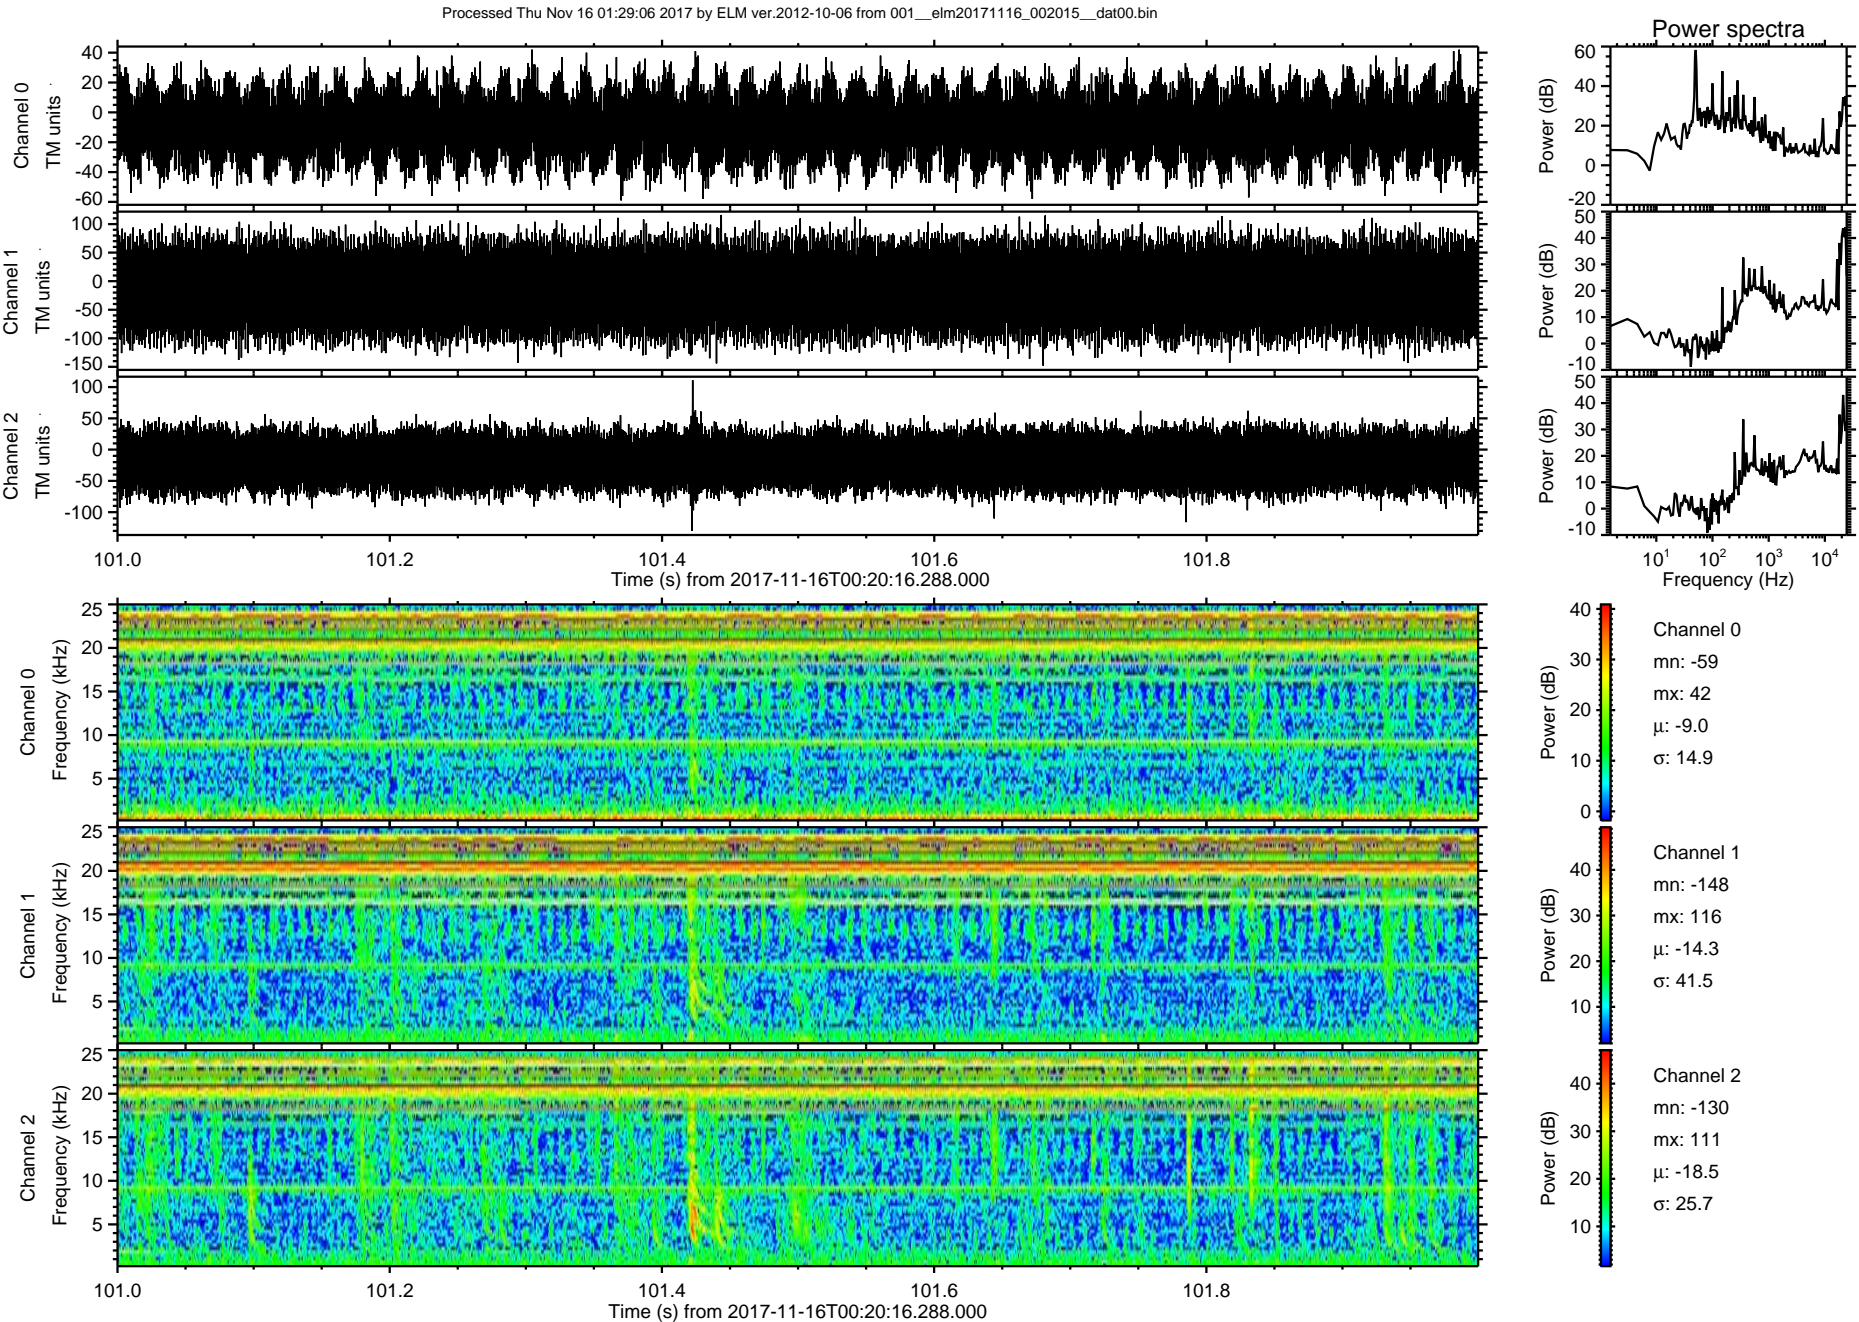 Processed Thu Nov 16 01:29:06 2017 by ELM ver.2012-10-06 from 001__elm20171116_002015__dat00.bin
Power spectra
Channel 0
TM units
40
20
0
-20
-40
-60
Power (dB)
60
40
20
0
-20
Channel 1
TM units
100
50
0
-50
-100
-150
Power (dB)
50
40
30
20
10
0
-10
Channel 2
TM units
100
50
0
-50
-100
Power (dB)
50
40
30
20
10
0
-10
101.0 101.2 101.4 101.6 101.8
Time (s) from 2017-11-16T00:20:16.288.000
10¹ 10² 10³ 10⁴
Frequency (Hz)
Channel 0
Frequency (kHz)
25
20
15
10
5
Power (dB)
40
30
20
10
0
Channel 0
mn: -59
mx: 42
μ: -9.0
σ: 14.9
Channel 1
Frequency (kHz)
25
20
15
10
5
Power (dB)
40
30
20
10
Channel 1
mn: -148
mx: 116
μ: -14.3
σ: 41.5
Channel 2
Frequency (kHz)
25
20
15
10
5
Power (dB)
40
30
20
10
Channel 2
mn: -130
mx: 111
μ: -18.5
σ: 25.7
101.0 101.2 101.4 101.6 101.8
Time (s) from 2017-11-16T00:20:16.288.000